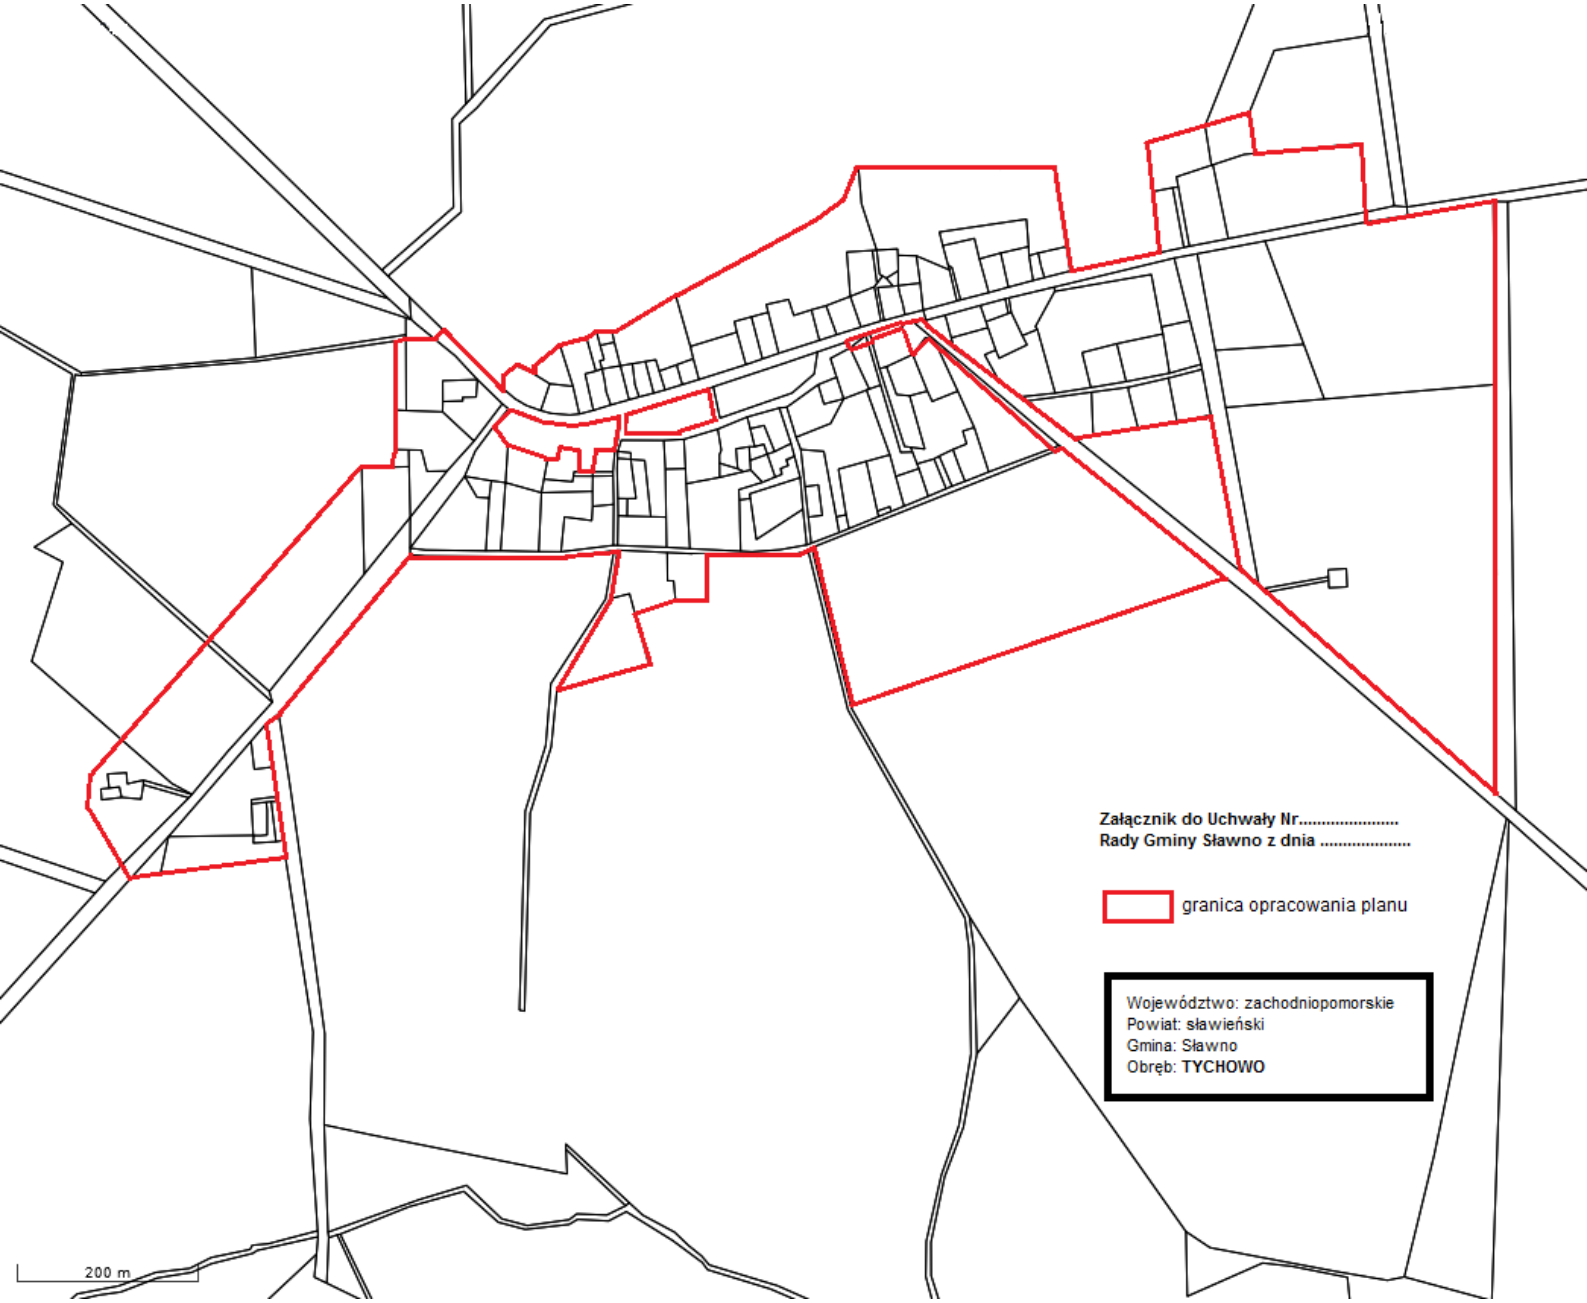 Załącznik do Uchwały Nr......................
Rady Gminy Sławno z dnia ....................
granica opracowania planu
Województwo: zachodniopomorskie
Powiat: sławieński
Gmina: Sławno
Obręb: TYCHOWO
200 m